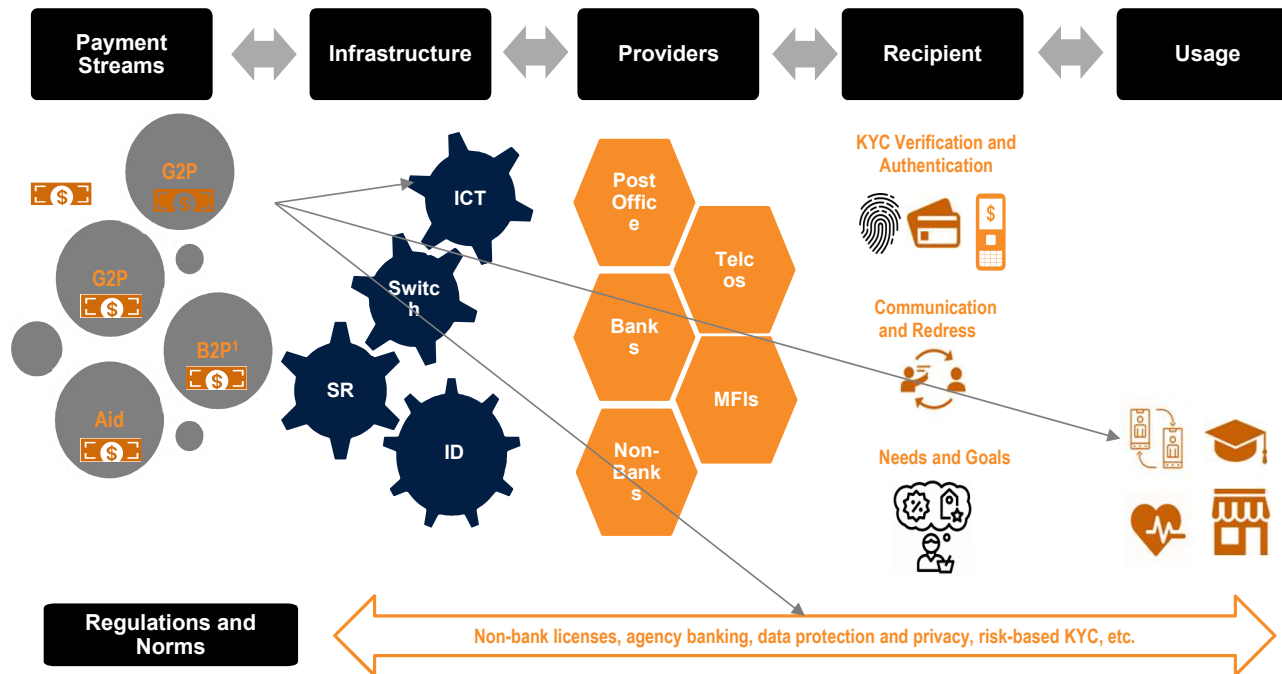 Payment
Streams
Infrastructure
Providers
Recipient
Usage
G2P
$
$
G2P
$
B2P¹
$
Aid
$
ICT
Switc
h
SR
ID
Post
Offic
e
Telco
s
Bank
s
MFIs
Non-
Bank
s
KYC Verification and
Authentication
$
Communication
and Redress
Needs and Goals
%
Regulations and
Norms
Non-bank licenses, agency banking, data protection and privacy, risk-based KYC, etc.